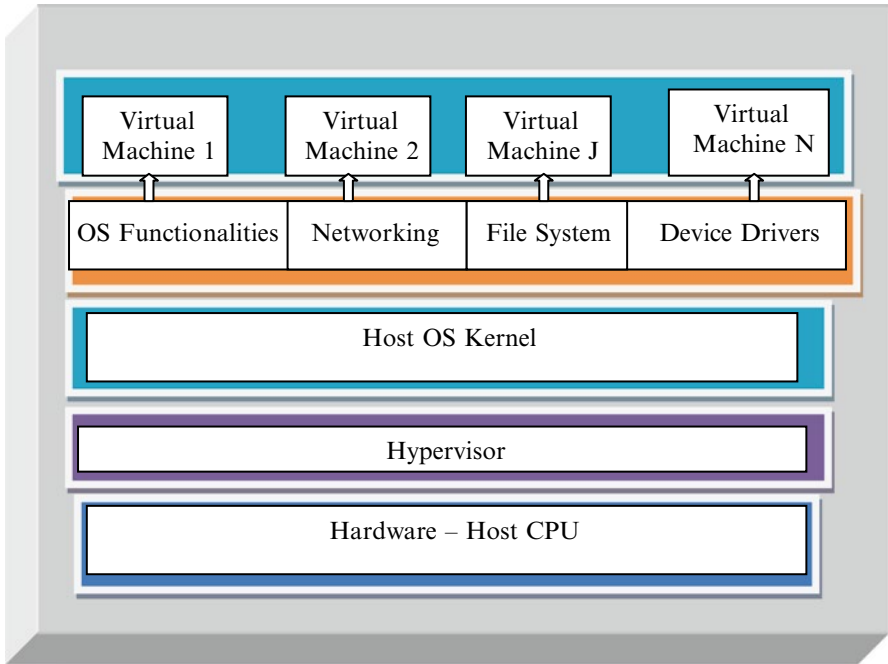 Virtual
Machine 1
Virtual
Machine 2
Virtual
Machine J
Virtual
Machine N
OS Functionalities
Networking
File System
Device Drivers
Host OS Kernel
Hypervisor
Hardware – Host CPU